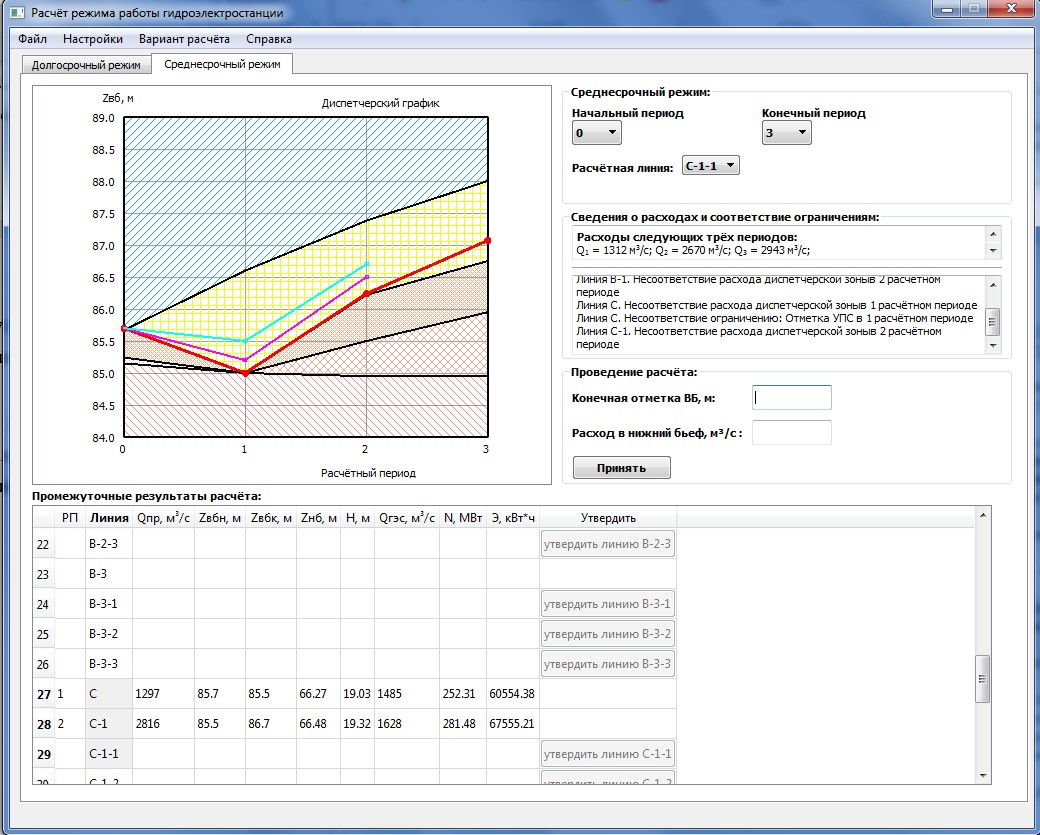 Расчёт режима работы гидроэлектростанции
Файл Настройки Вариант расчёта Справка
Долгосрочный режим Среднесрочный режим
Zвб, м
Диспетчерский график
89.0
88.5
88.0
87.5
87.0
86.5
86.0
85.5
85.0
84.5
84.0
0 1 2 3
Расчётный период
Среднесрочный режим:
Начальный период Конечный период
0 3
Расчётная линия: C-1-1
Сведения о расходах и соответствие ограничениям:
Расходы следующих трёх периодов:
Q₁ = 1312 м³/с; Q₂ = 2670 м³/с; Q₃ = 2943 м³/с;
Линия B-1. Несоответствие расхода диспетчерской зоныв 2 расчётном
периоде
Линия C. Несоответствие расхода диспетчерской зоныв 1 расчётном периоде
Линия C. Несоответствие ограничению: Отметка УПС в 1 расчётном периоде
Линия C-1. Несоответствие расхода диспетчерской зоныв 2 расчётном
периоде
Проведение расчёта:
Конечная отметка ВБ, м:
Расход в нижний бьеф, м³/с :
Принять
Промежуточные результаты расчёта:
РП Линия Qпр, м³/с Zвбн, м Zвбк, м Zнб, м H, м Qгэс, м³/с N, МВт Э, кВт*ч Утвердить
22 B-2-3 утвердить линию B-2-3
23 B-3
24 B-3-1 утвердить линию B-3-1
25 B-3-2 утвердить линию B-3-2
26 B-3-3 утвердить линию B-3-3
27 1 C 1297 85.7 85.5 66.27 19.03 1485 252.31 60554.38
28 2 C-1 2816 85.5 86.7 66.48 19.32 1628 281.48 67555.21
29 C-1-1 утвердить линию C-1-1
30 C-1-2 утвердить линию C-1-2